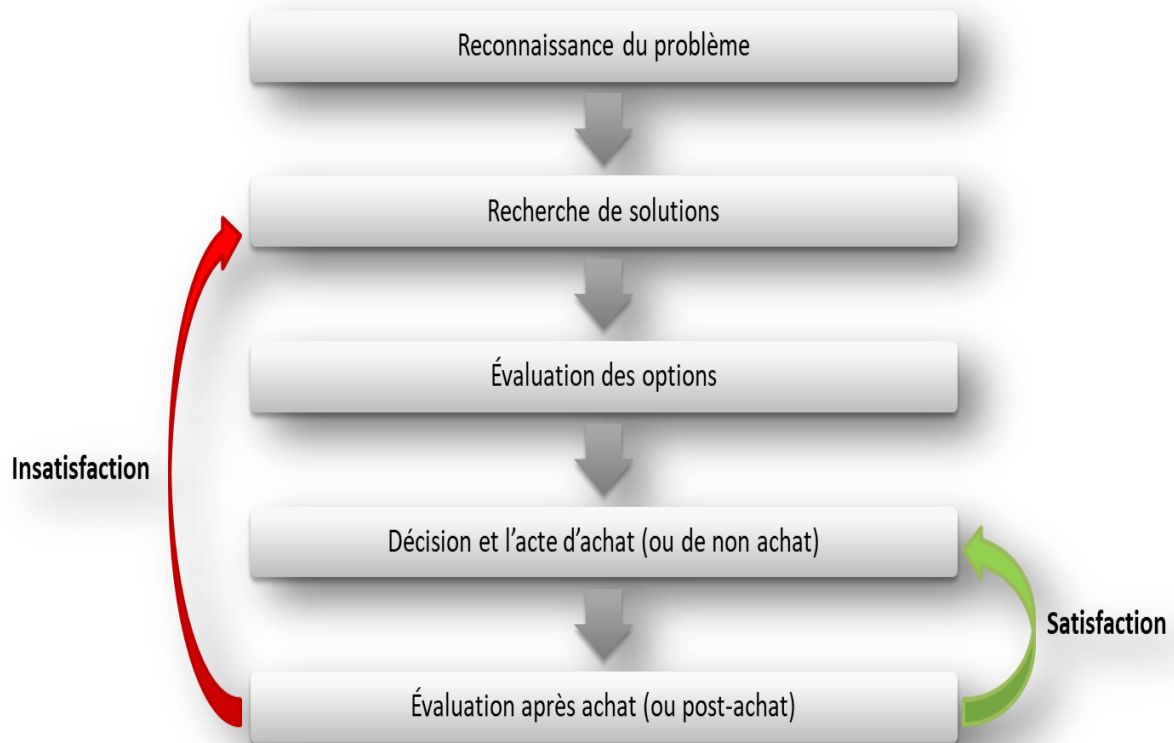 Reconnaissance du problème
Recherche de solutions
Évaluation des options
Insatisfaction
Décision et l’acte d’achat (ou de non achat)
Satisfaction
Évaluation après achat (ou post-achat)